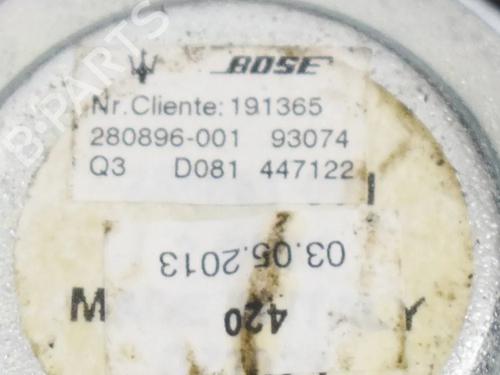 BOSE
Nr. Cliente: 191365
280896-001 93074
Q3 D081 447122
03.05.2013
420
B-PARTS